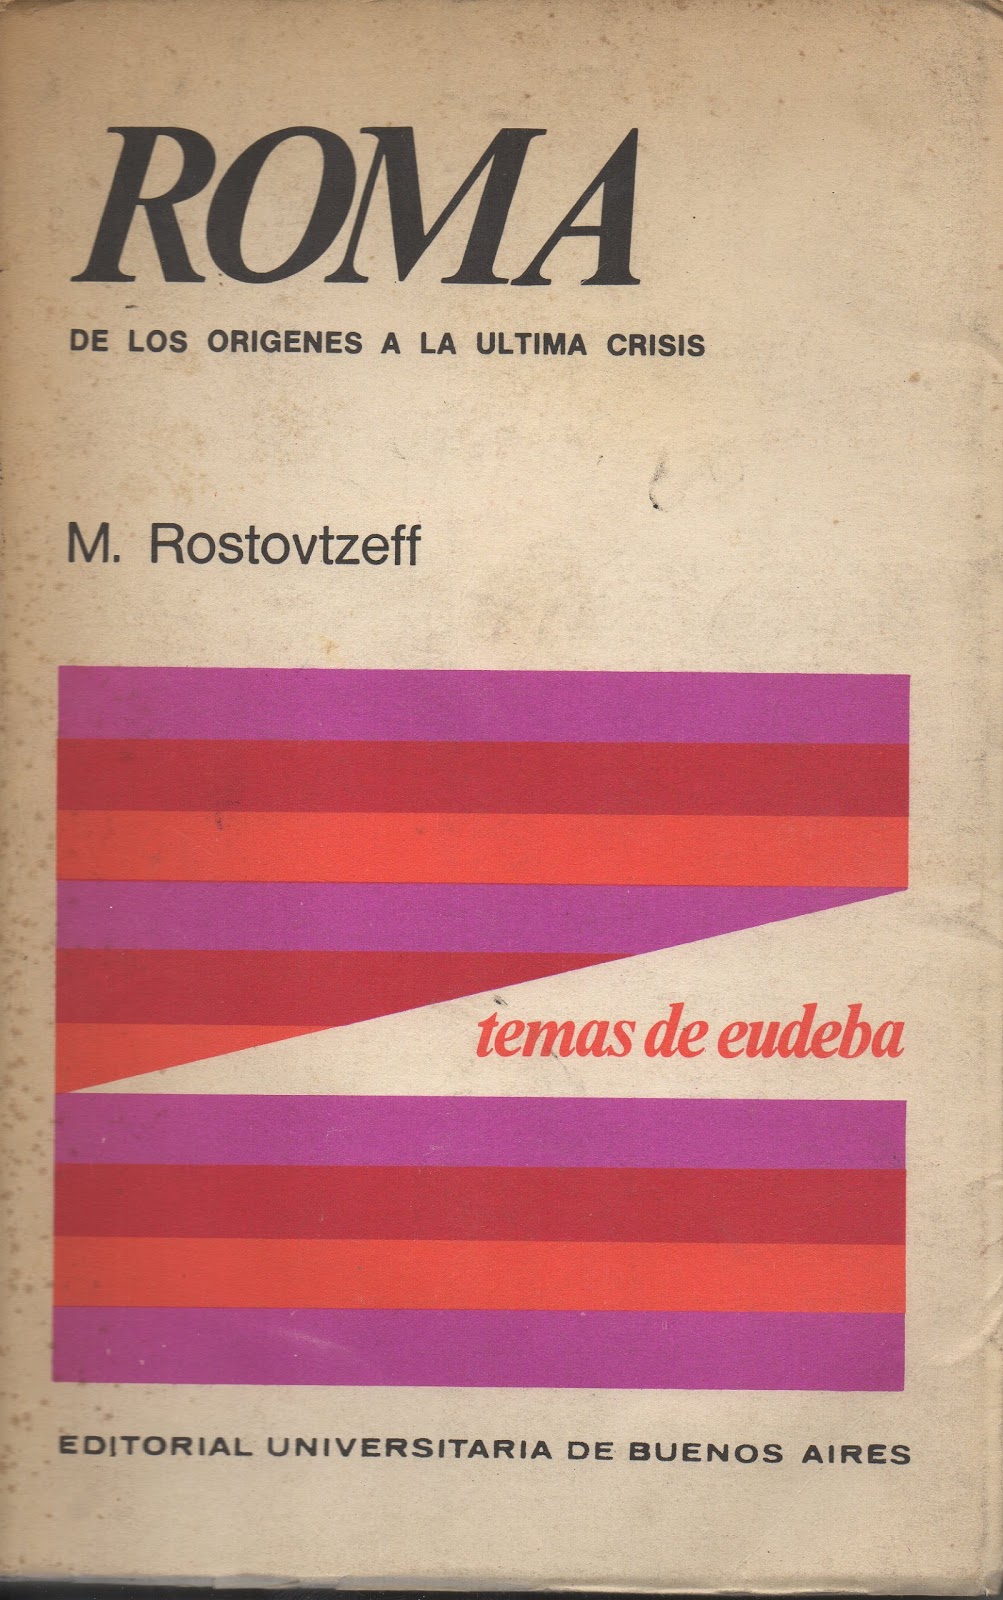 ROMA
DE LOS ORIGENES A LA ULTIMA CRISIS
M. Rostovtzeff
temas de eudeba
EDITORIAL UNIVERSITARIA DE BUENOS AIRES